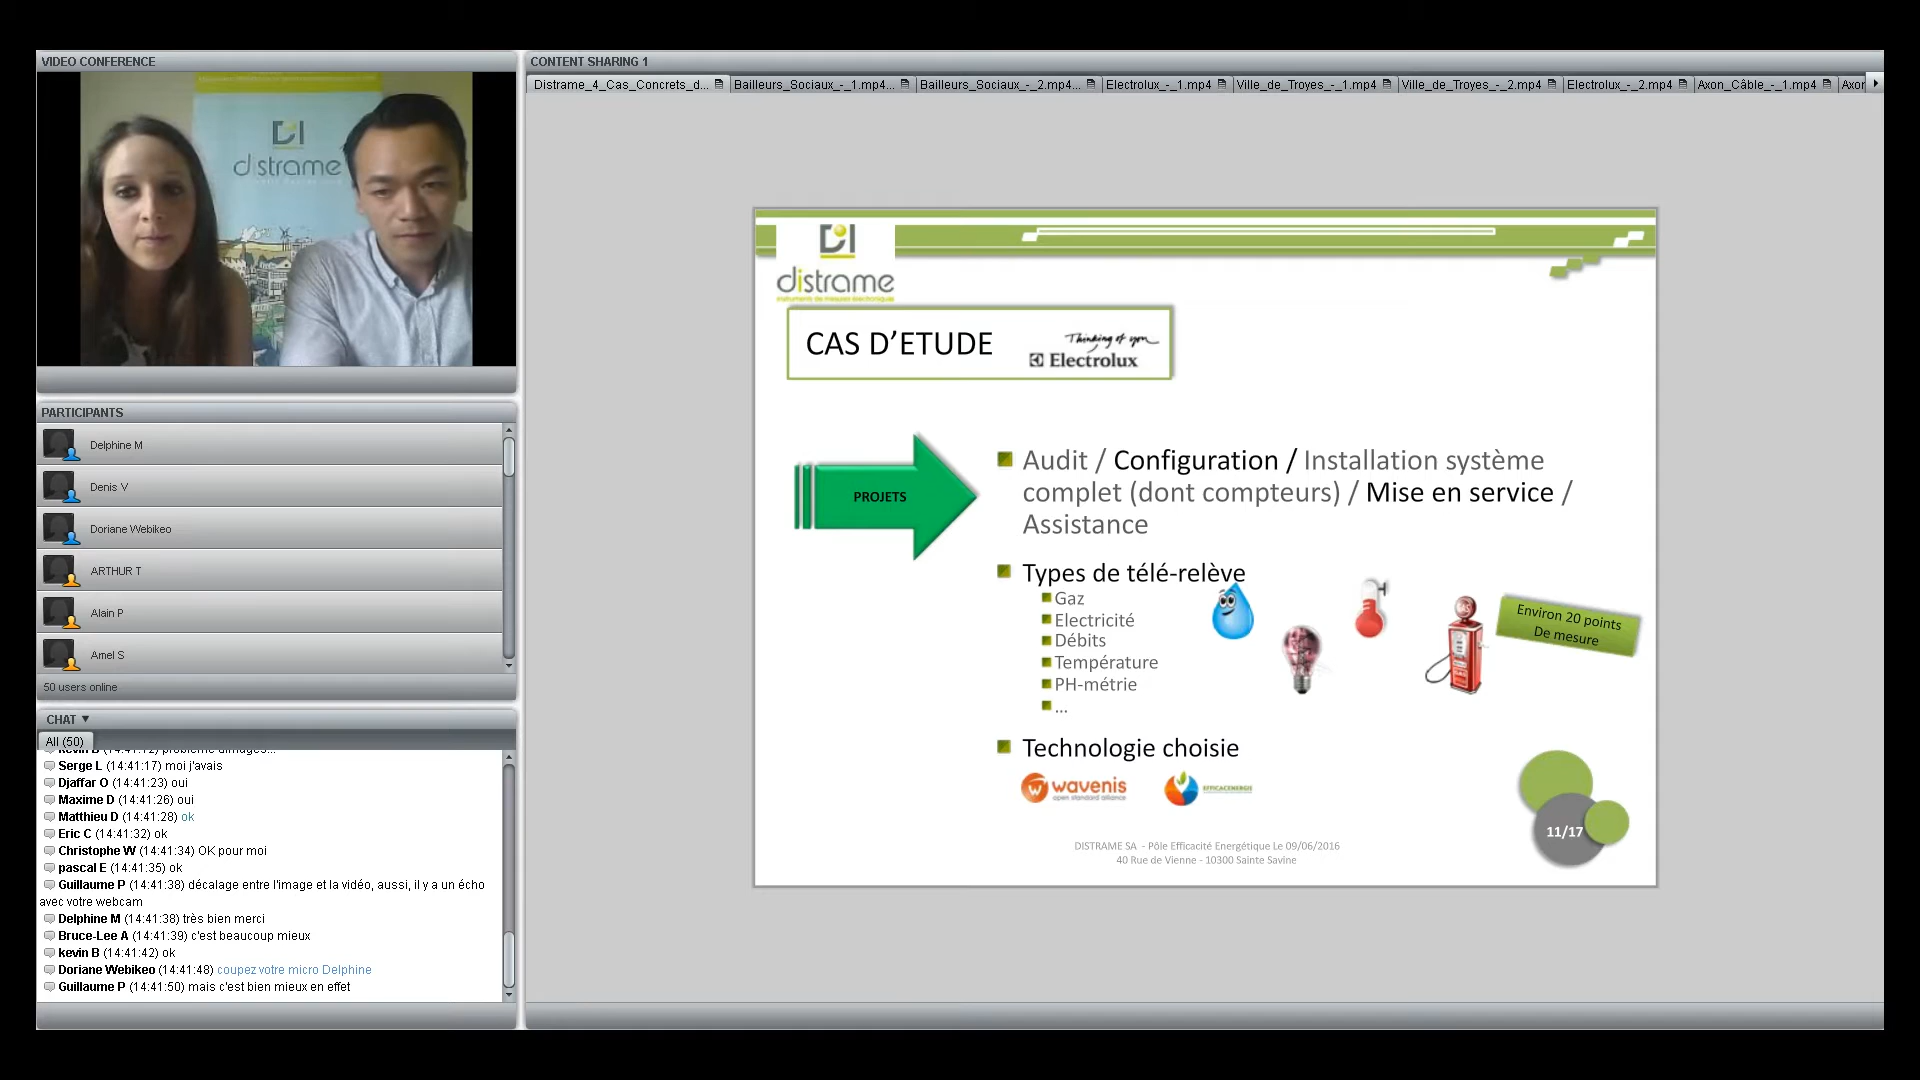 VIDEO CONFERENCE
distrame
PARTICIPANTS
Delphine M
Denis V
Doriane Webikeo
ARTHUR T
Alain P
Amel S
50 users online
CHAT
All (50)
Serge L (14:41:17) moi j'avais
Djaffar O (14:41:23) oui
Maxime D (14:41:26) oui
Matthieu D (14:41:28) ok
Eric C (14:41:32) ok
Christophe W (14:41:34) OK pour moi
pascal E (14:41:35) ok
Guillaume P (14:41:38) décalage entre l'image et la vidéo, aussi, il y a un écho
avec votre webcam
Delphine M (14:41:38) très bien merci
Bruce-Lee A (14:41:39) c'est beaucoup mieux
kevin B (14:41:42) ok
Doriane Webikeo (14:41:48) coupez votre micro Delphine
Guillaume P (14:41:50) mais c'est bien mieux en effet
CONTENT SHARING 1
Distrame_4_Cas_Concrets_d... Bailleurs_Sociaux_-_1.mp4... Bailleurs_Sociaux_-_2.mp4... Electrolux_-_1.mp4 Ville_de_Troyes_-_1.mp4 Ville_de_Troyes_-_2.mp4 Electrolux_-_2.mp4 Axon_Câble_-_1.mp4 Axor
distrame
instruments de mesures électroniques
CAS D'ETUDE
Thinking of you
Electrolux
PROJETS
Audit / Configuration / Installation système
complet (dont compteurs) / Mise en service /
Assistance
Types de télé-relève
Gaz
Electricité
Débits
Température
PH-métrie
...
GAS
Environ 20 points
De mesure
Technologie choisie
wavenis
open standard alliance
EFFICACENERGIE
11/17
DISTRAME SA - Pôle Efficacité Energétique Le 09/06/2016
40 Rue de Vienne - 10300 Sainte Savine